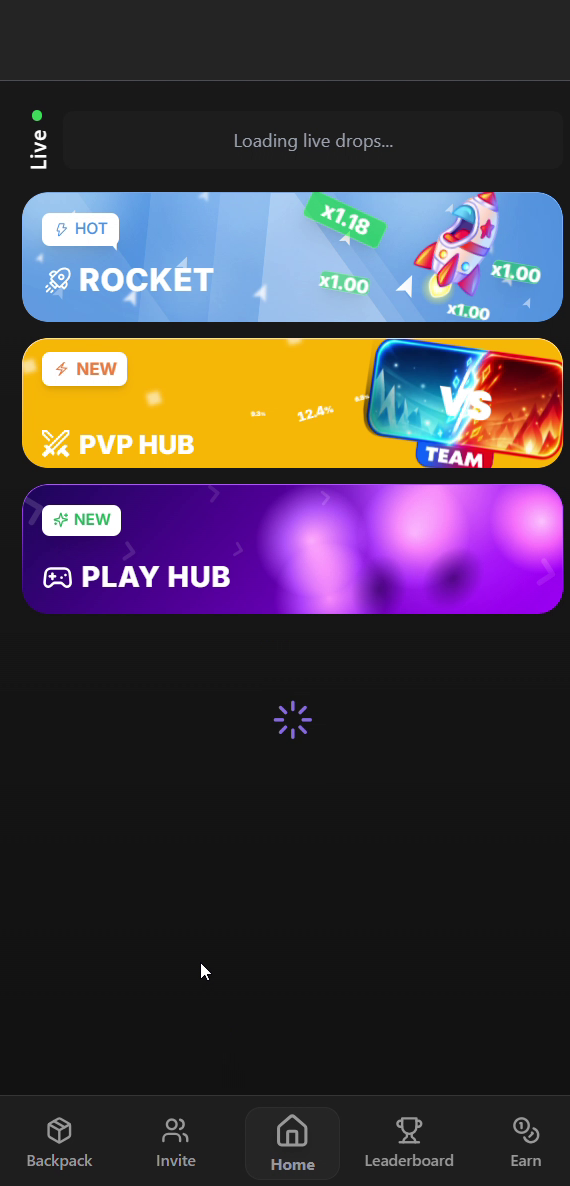 Live
Loading live drops...
HOT
ROCKET
x1.18
x1.00
x1.00
x1.00
NEW
PVP HUB
12.4%
VS
TEAM
NEW
PLAY HUB
Backpack
Invite
Home
Leaderboard
Earn